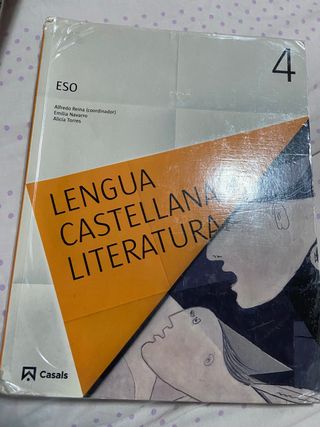 ESO
4
Alfredo Reina (coordinador)
Emilia Navarro
Alicia Torres
LENGUA
CASTELLANA
LITERATURA
Casals